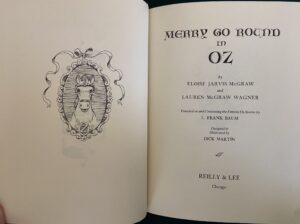 MERRY GO ROUND
IN
OZ
By
ELOISE JARVIS McGRAW
and
LAUREN McGRAW WAGNER
Founded on and Continuing the Famous Oz Stories by
L. FRANK BAUM
Designed &
Illustrated by
DICK MARTIN
REILLY & LEE
Chicago